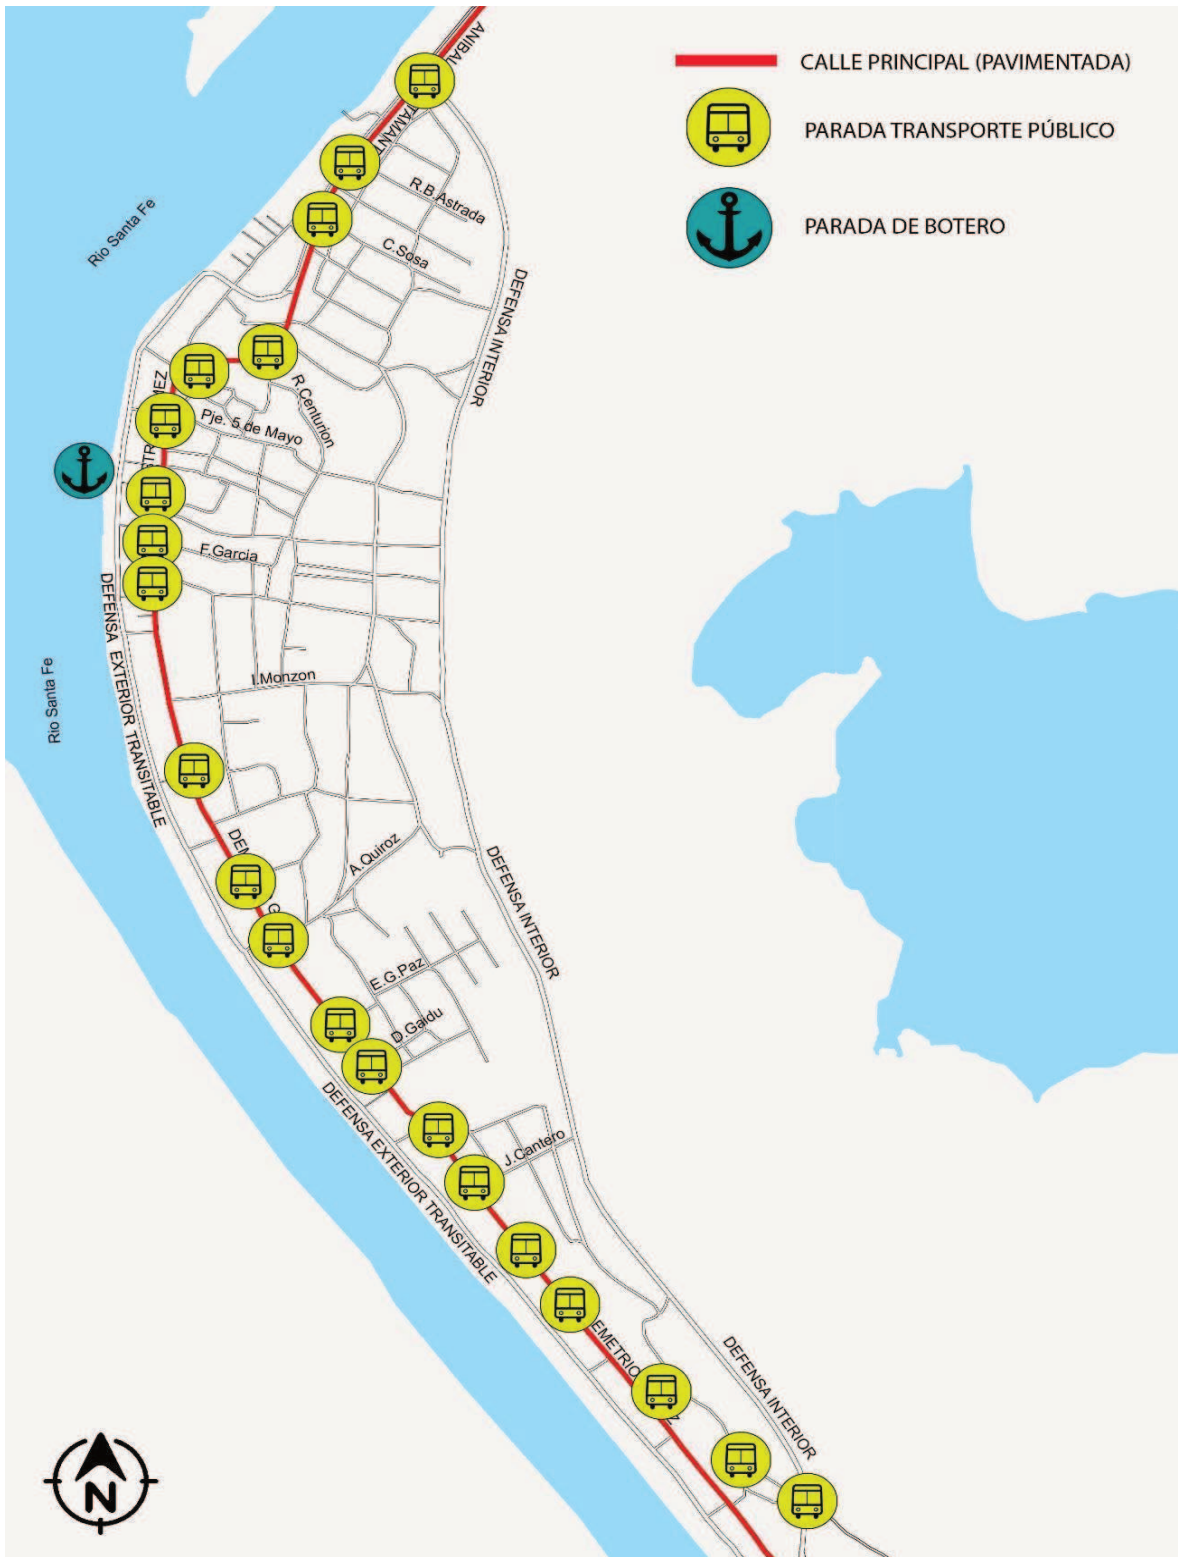 CALLE PRINCIPAL (PAVIMENTADA)
PARADA TRANSPORTE PÚBLICO
PARADA DE BOTERO
ANIBAL
R.B.Astrada
C.Sosa
Rio Santa Fe
DEFENSA INTERIOR
R.Centurion
Pje. 5 de Mayo
F.Garcia
DEFENSA EXTERIOR TRANSITABLE
Rio Santa Fe
I.Monzon
A.Quiroz
DEFENSA INTERIOR
E.G.Paz
D.Gaidu
DEFENSA EXTERIOR TRANSITABLE
J.Cantero
EMETRIO
DEFENSA INTERIOR
N